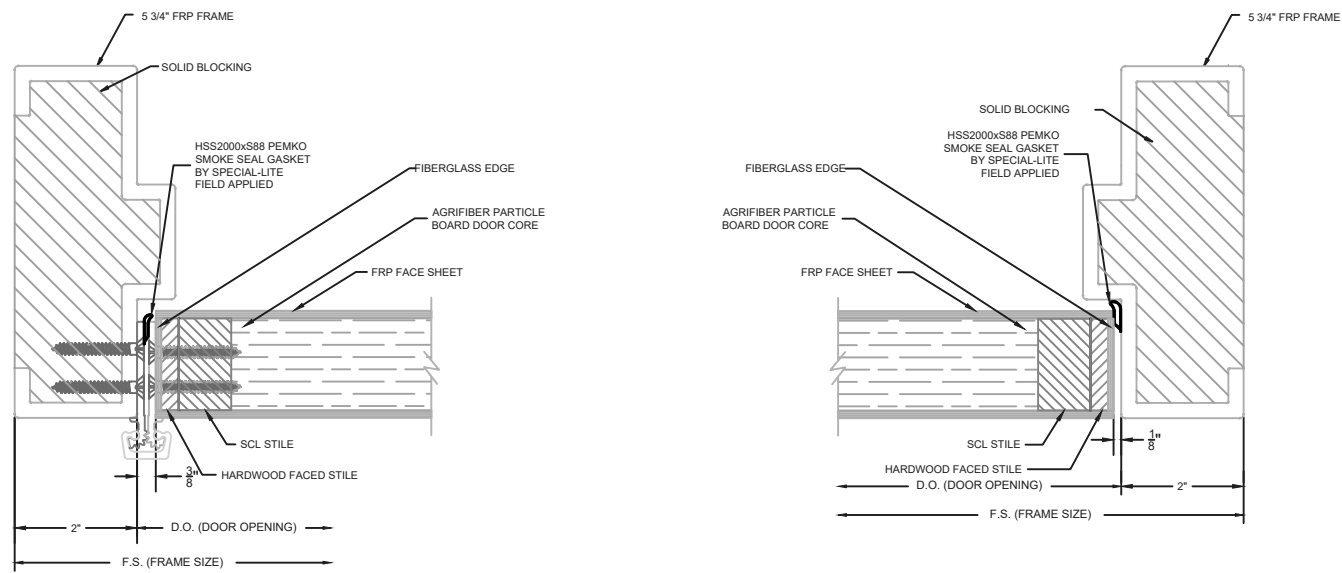 5 3/4" FRP FRAME
SOLID BLOCKING
HSS2000xS88 PEMKO
SMOKE SEAL GASKET
BY SPECIAL-LITE
FIELD APPLIED
FIBERGLASS EDGE
AGRIFIBER PARTICLE
BOARD DOOR CORE
FRP FACE SHEET
SCL STILE
HARDWOOD FACED STILE
3/8"
2"
D.O. (DOOR OPENING)
F.S. (FRAME SIZE)
5 3/4" FRP FRAME
SOLID BLOCKING
HSS2000xS88 PEMKO
SMOKE SEAL GASKET
BY SPECIAL-LITE
FIELD APPLIED
FIBERGLASS EDGE
AGRIFIBER PARTICLE
BOARD DOOR CORE
FRP FACE SHEET
SCL STILE
1/8"
HARDWOOD FACED STILE
D.O. (DOOR OPENING)
2"
F.S. (FRAME SIZE)